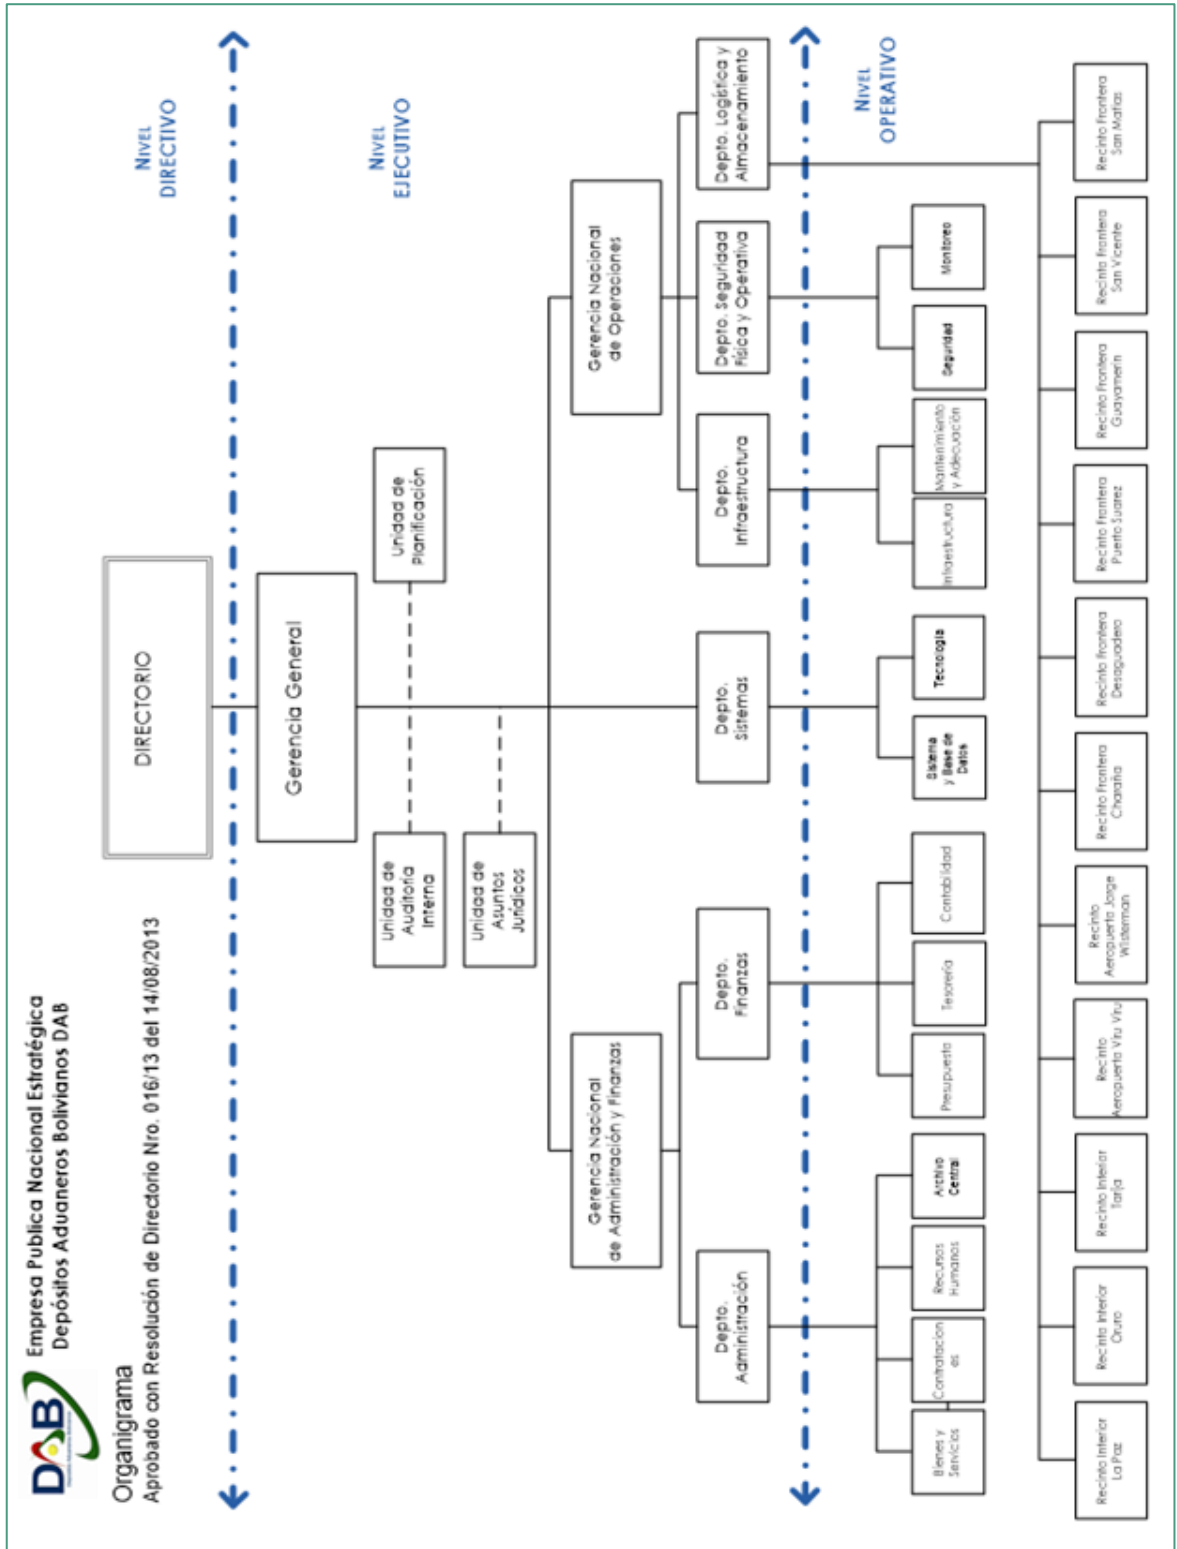 DAB
Empresa Publica Nacional Estratégica
Depósitos Aduaneros Bolivianos DAB
Organigrama
Aprobado con Resolución de Directorio Nro. 016/13 del 14/08/2013
NIVEL
DIRECTIVO
DIRECTORIO
NIVEL
EJECUTIVO
Gerencia General
Unidad de
Auditoría
Interna
Unidad de
Planificación
Unidad de
Asuntos
Jurídicos
Gerencia Nacional
de Administración y Finanzas
Gerencia Nacional
de Operaciones
Depto.
Administración
Depto.
Finanzas
Depto.
Sistemas
Depto.
Infraestructura
Depto. Seguridad
Física y Operativa
Depto. Logística y
Almacenamiento
NIVEL
OPERATIVO
Bienes y
Servicios
Contratacion
es
Recursos
Humanos
Archivo
Central
Presupuesto
Tesorería
Contabilidad
Sistema
y Base de
Datos
Tecnología
Infraestructura
Mantenimiento
y Adecuación
Seguridad
Monitoreo
Recinto Interior
La Paz
Recinto Interior
Oruro
Recinto Interior
Tarija
Recinto
Aeropuerto Viru Viru
Recinto
Aeropuerto Jorge
Wilsterman
Recinto Frontera
Charaña
Recinto Frontera
Desaguadero
Recinto Frontera
Puerto Suarez
Recinto Frontera
Guayamerin
Recinto Frontera
San Vicente
Recinto Frontera
San Matías